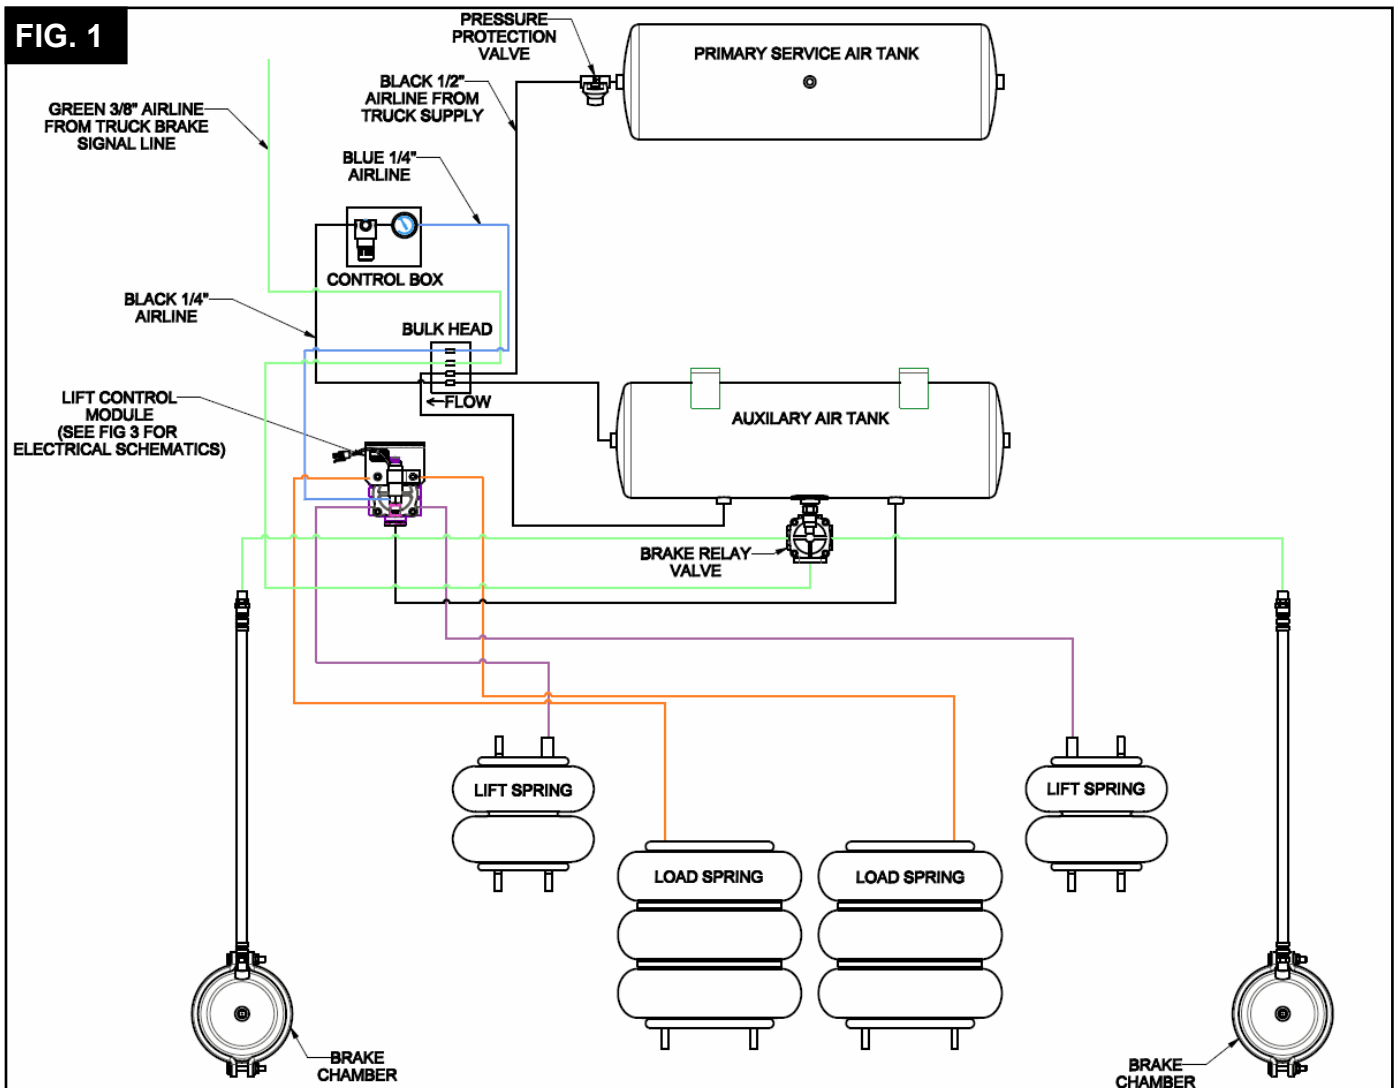 FIG. 1
PRESSURE
PROTECTION
VALVE
PRIMARY SERVICE AIR TANK
BLACK 1/2"
AIRLINE FROM
TRUCK SUPPLY
GREEN 3/8" AIRLINE
FROM TRUCK BRAKE
SIGNAL LINE
BLUE 1/4"
AIRLINE
CONTROL BOX
BLACK 1/4"
AIRLINE
BULK HEAD
FLOW
LIFT CONTROL
MODULE
(SEE FIG 3 FOR
ELECTRICAL SCHEMATICS)
AUXILARY AIR TANK
BRAKE RELAY
VALVE
LIFT SPRING
LIFT SPRING
LOAD SPRING
LOAD SPRING
BRAKE
CHAMBER
BRAKE
CHAMBER